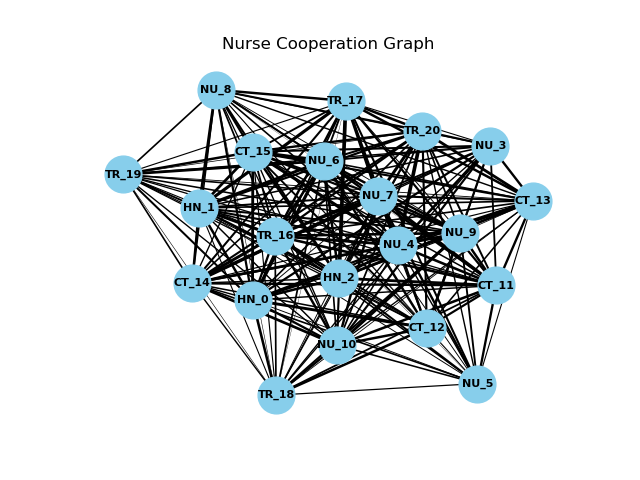 Nurse Cooperation Graph
NU_8
TR_17
TR_20
NU_3
CT_15
NU_6
TR_19
NU_7
CT_13
HN_1
TR_16
NU_9
NU_4
HN_2
CT_14
CT_11
HN_0
CT_12
NU_10
NU_5
TR_18